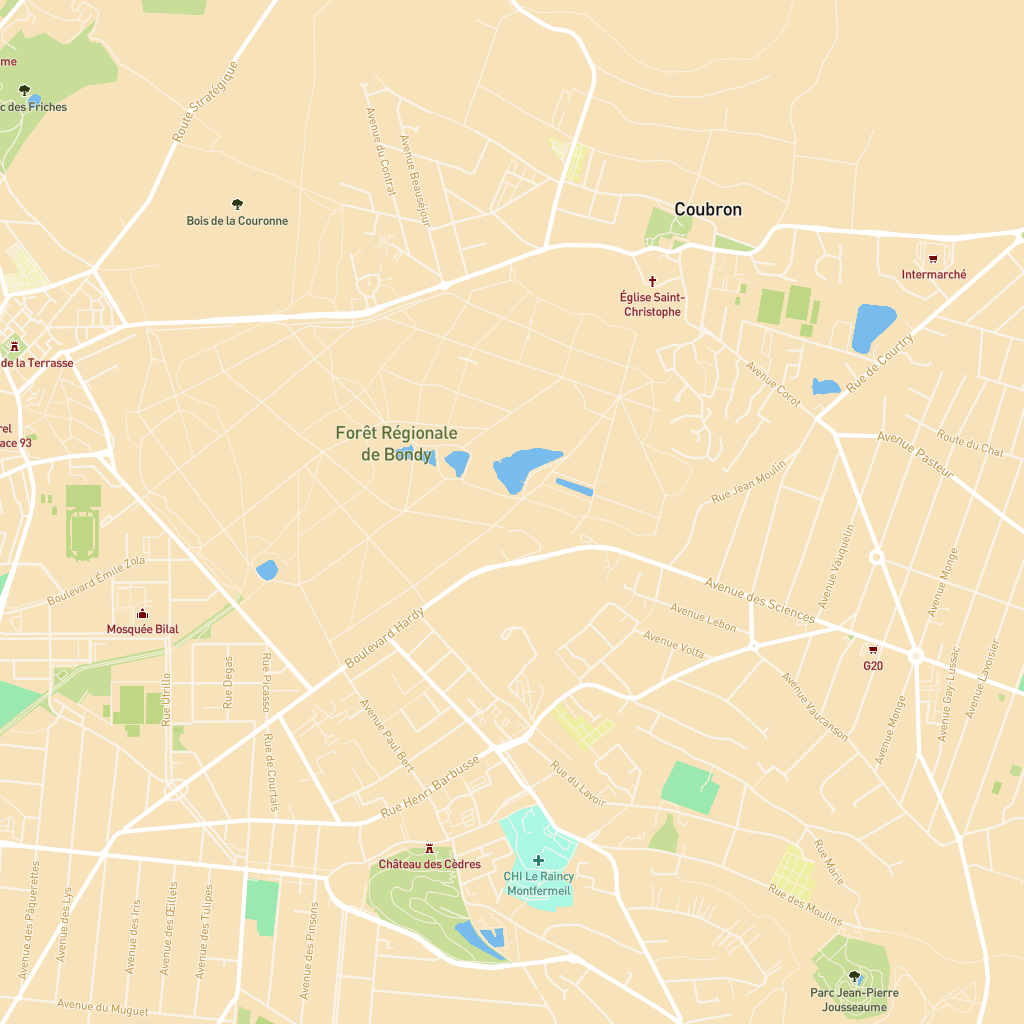 me
c des Friches
Route Stratégique
Avenue du Contrat
Avenue Beauséjour
Bois de la Couronne
Coubron
Intermarché
Église Saint-
Christophe
de la Terrasse
Rue de Courtry
Avenue Corot
rel
ace 93
Forêt Régionale
de Bondy
Avenue Pasteur
Route du Chat
Rue Jean Moulin
Boulevard Émile Zola
Avenue Vauquelin
Avenue Monge
Mosquée Bilal
Avenue des Sciences
Avenue Lebon
Avenue Volta
Boulevard Hardy
G20
Rue Utrillo
Rue Degas
Rue Picasso
Avenue Gay-Lussac
Avenue Lavoisier
Avenue Vaucanson
Avenue Monge
Avenue Paul Bert
Rue de Courtais
Rue Henri Barbusse
Rue du Lavoir
Château des Cèdres
CHI Le Raincy
Montfermeil
Rue Marie
Rue des Moulins
Avenue des Pâquerettes
Avenue des Lys
Avenue des Iris
Avenue des Œillets
Avenue des Tulipes
Avenue des Pinsons
Avenue du Muguet
Parc Jean-Pierre
Jousseaume